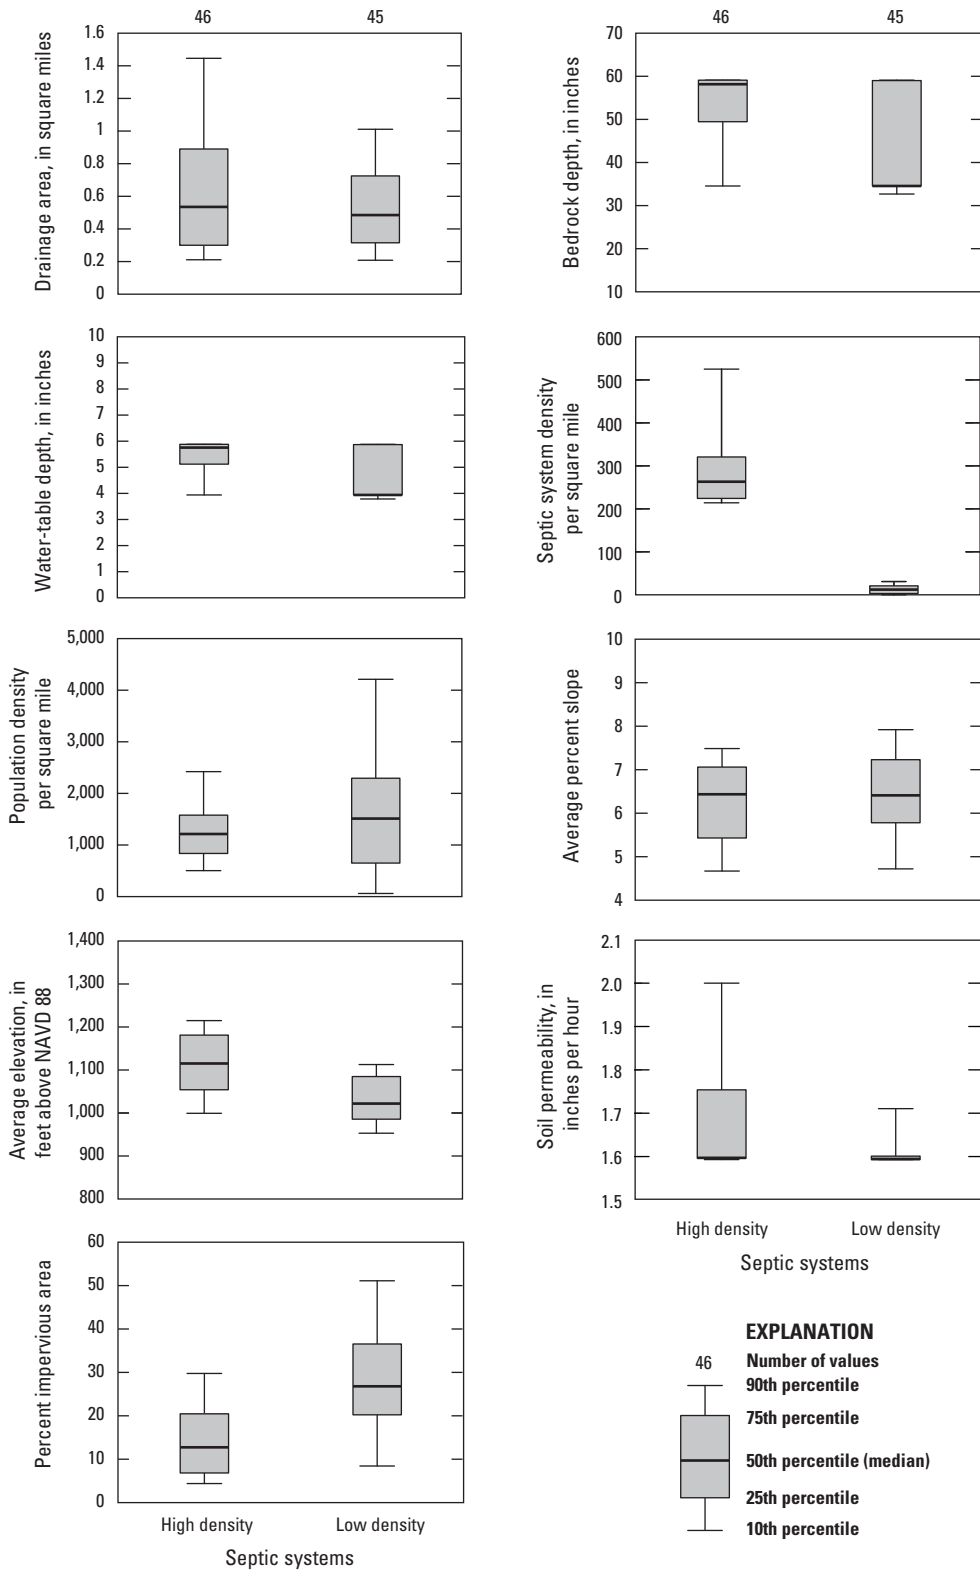 46
45
1.6
1.4
1.2
1
0.8
0.6
0.4
0.2
0
Drainage area, in square miles
46
45
70
60
50
40
30
20
10
Bedrock depth, in inches
10
9
8
7
6
5
4
3
2
1
0
Water-table depth, in inches
600
500
400
300
200
100
0
Septic system density
per square mile
5,000
4,000
3,000
2,000
1,000
0
Population density
per square mile
10
9
8
7
6
5
4
Average percent slope
1,400
1,300
1,200
1,100
1,000
900
800
Average elevation, in
feet above NAVD 88
2.1
2.0
1.9
1.8
1.7
1.6
1.5
Soil permeability, in
inches per hour
High density
Low density
Septic systems
60
50
40
30
20
10
0
Percent impervious area
High density
Low density
Septic systems
EXPLANATION
46 Number of values
90th percentile
75th percentile
50th percentile (median)
25th percentile
10th percentile